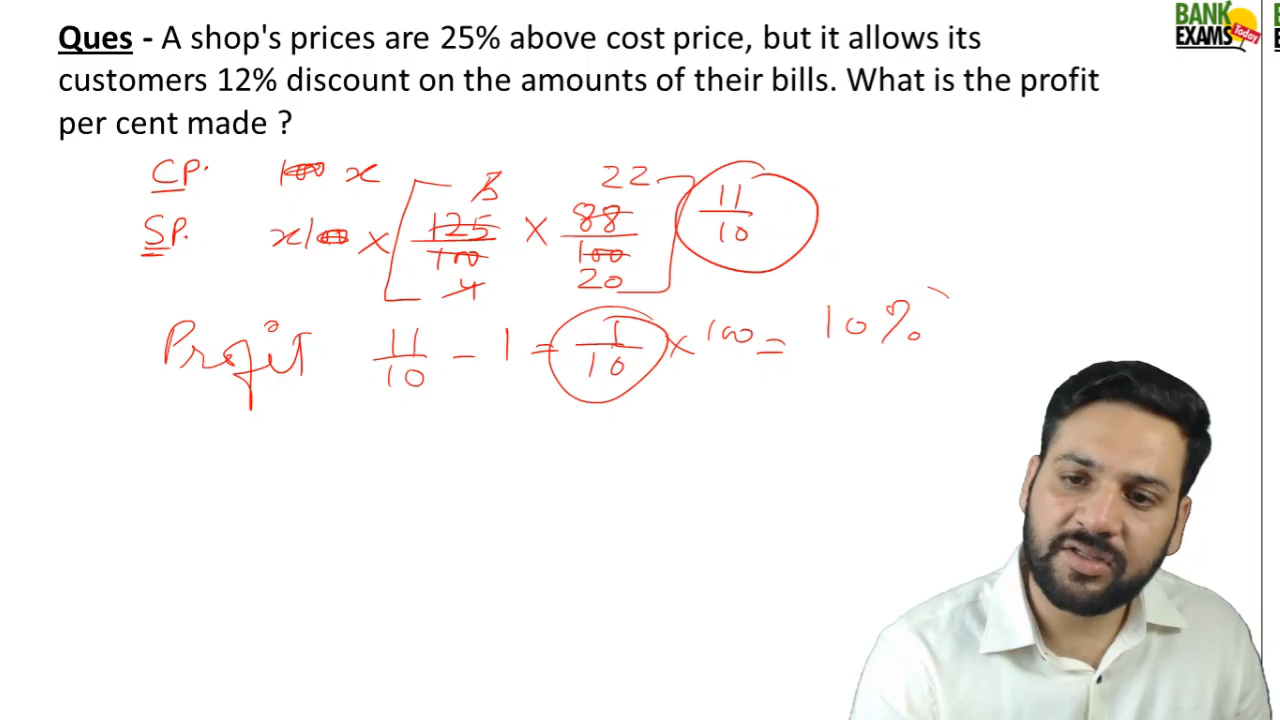 BANK
EXAMS Today
Ques - A shop's prices are 25% above cost price, but it allows its
customers 12% discount on the amounts of their bills. What is the profit
per cent made ?
CP. 100 x
SP. x 100 × [ 125/100 × 88/100 ] 11/10
5 22
4 20
Profit 11/10 - 1 = 1/10 × 100 = 10%